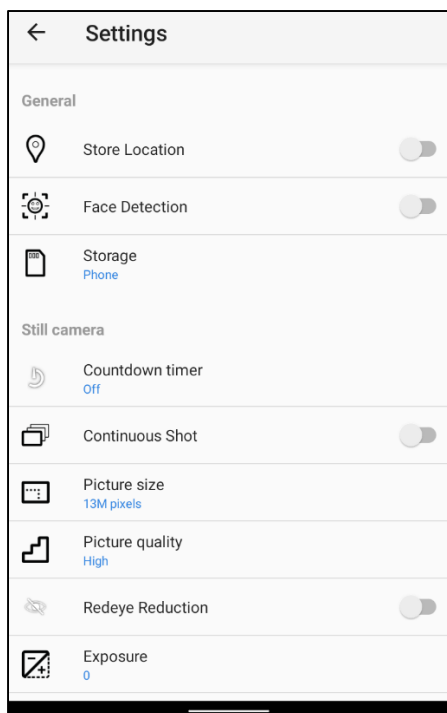 Settings
General
Store Location
Face Detection
Storage
Phone
Still camera
Countdown timer
Off
Continuous Shot
Picture size
13M pixels
Picture quality
High
Redeye Reduction
Exposure
0